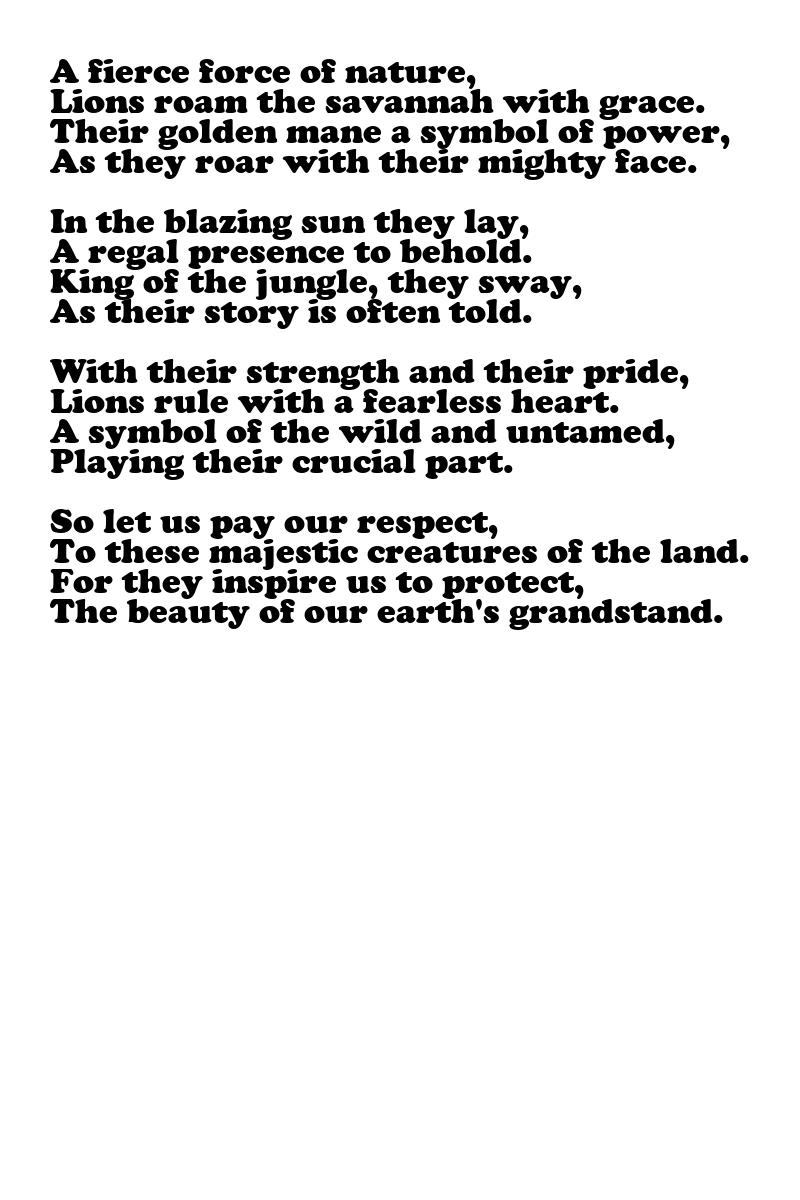 A fierce force of nature,
Lions roam the savannah with grace.
Their golden mane a symbol of power,
As they roar with their mighty face.

In the blazing sun they lay,
A regal presence to behold.
King of the jungle, they sway,
As their story is often told.

With their strength and their pride,
Lions rule with a fearless heart.
A symbol of the wild and untamed,
Playing their crucial part.

So let us pay our respect,
To these majestic creatures of the land.
For they inspire us to protect,
The beauty of our earth's grandstand.